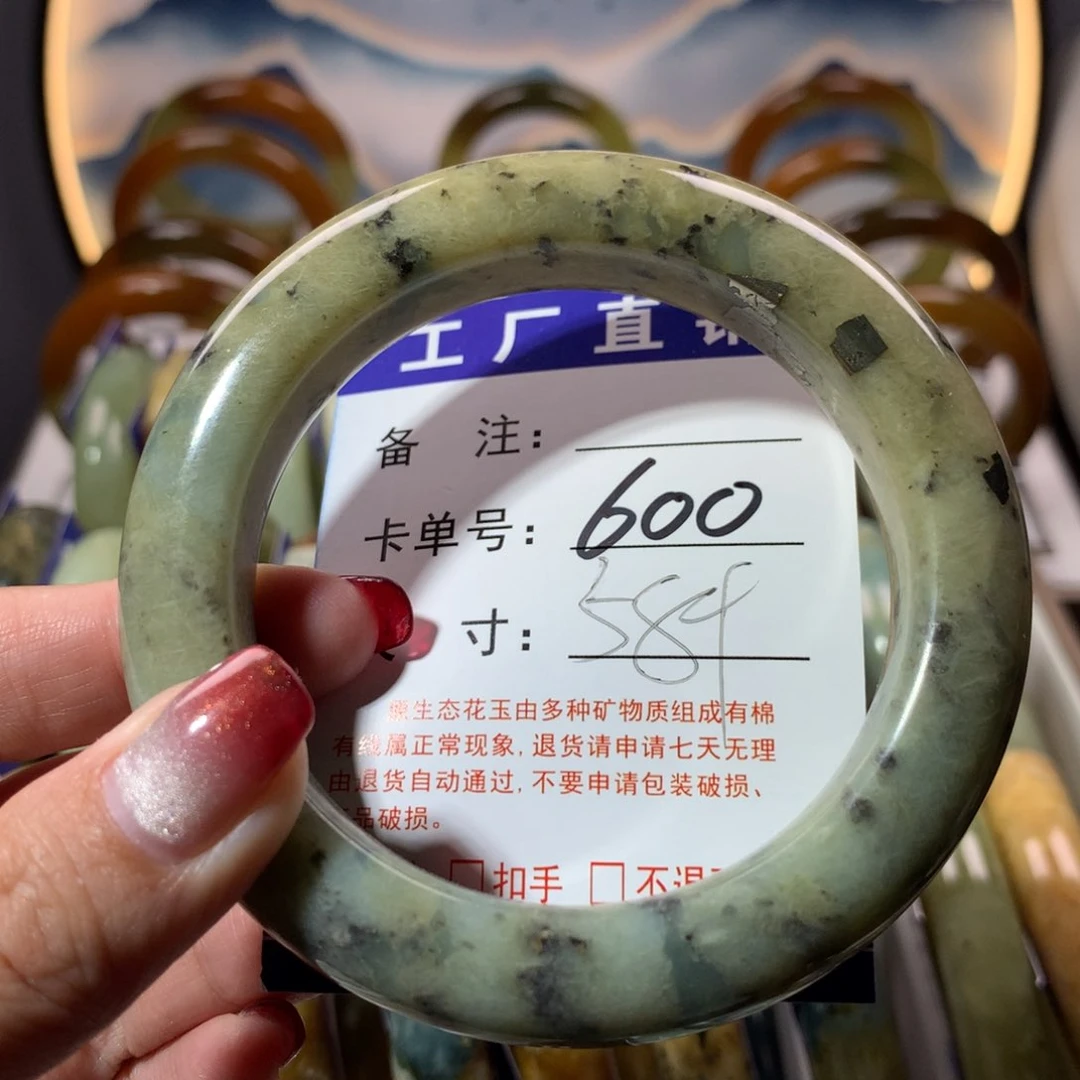 工厂直
备 注：
卡单号：600
寸：584
原生态花玉由多种矿物质组成有棉
有线属正常现象，退货请申请七天无理
由退货自动通过，不要申请包装破损、
品破损。
□扣手 □不退